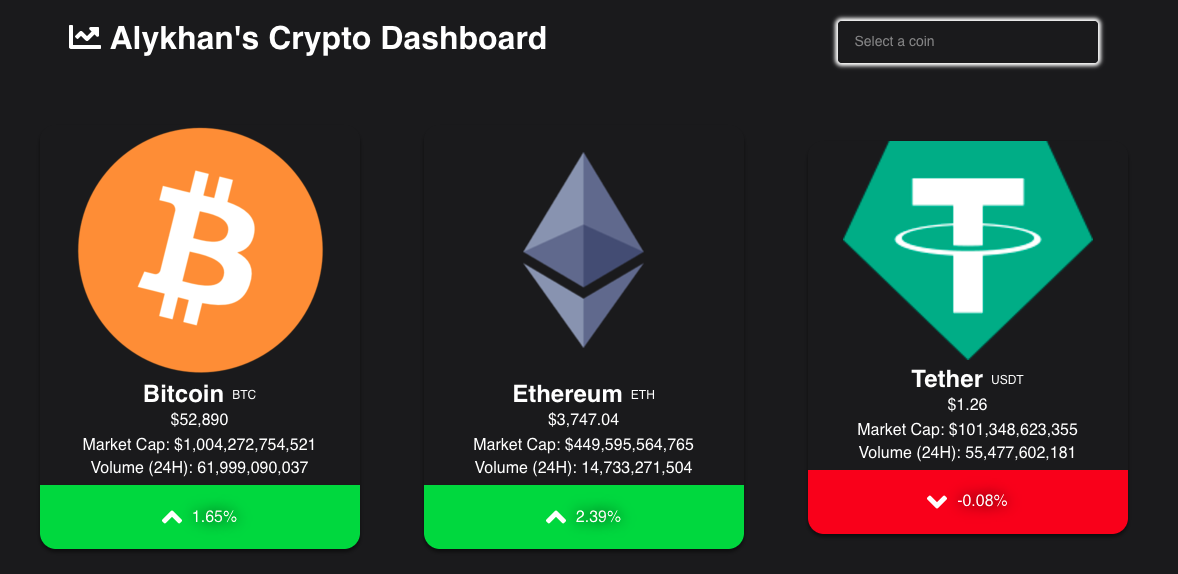 Alykhan's Crypto Dashboard
Select a coin
Bitcoin BTC
$52,890
Market Cap: $1,004,272,754,521
Volume (24H): 61,999,090,037
1.65%
Ethereum ETH
$3,747.04
Market Cap: $449,595,564,765
Volume (24H): 14,733,271,504
2.39%
Tether USDT
$1.26
Market Cap: $101,348,623,355
Volume (24H): 55,477,602,181
-0.08%